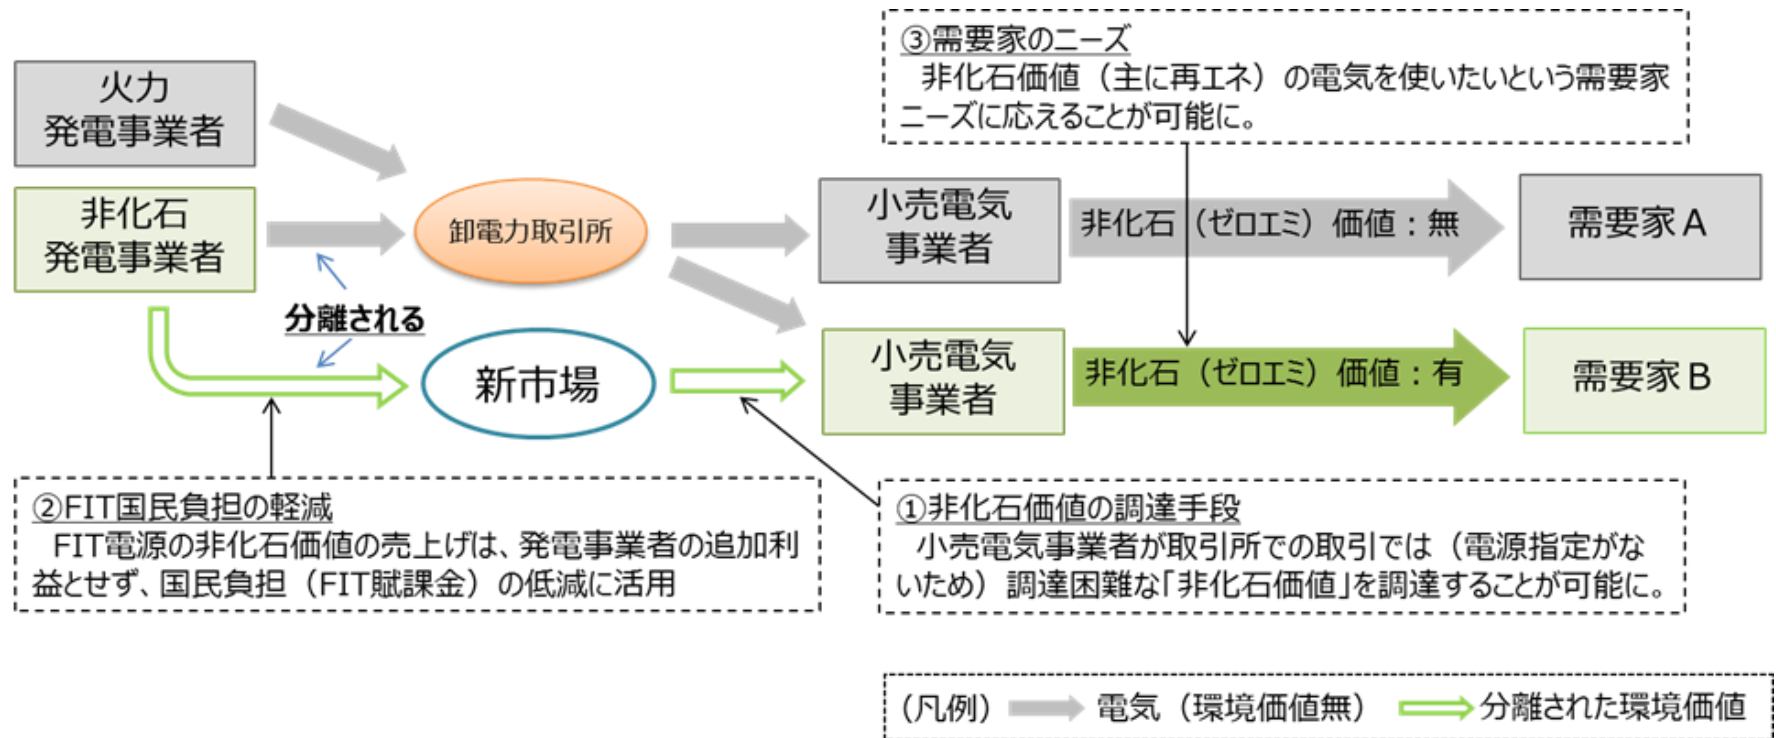 ③需要家のニーズ
非化石価値（主に再エネ）の電気を使いたいという需要家
ニーズに応えることが可能に。
火力
発電事業者
非化石
発電事業者
卸電力取引所
小売電気
事業者
非化石（ゼロエミ）価値：無
需要家A
分離される
新市場
小売電気
事業者
非化石（ゼロエミ）価値：有
需要家B
②FIT国民負担の軽減
FIT電源の非化石価値の売上げは、発電事業者の追加利
益とせず、国民負担（FIT賦課金）の低減に活用
①非化石価値の調達手段
小売電気事業者が取引所での取引では（電源指定がな
いため）調達困難な「非化石価値」を調達することが可能に。
（凡例） 電気（環境価値無） 分離された環境価値